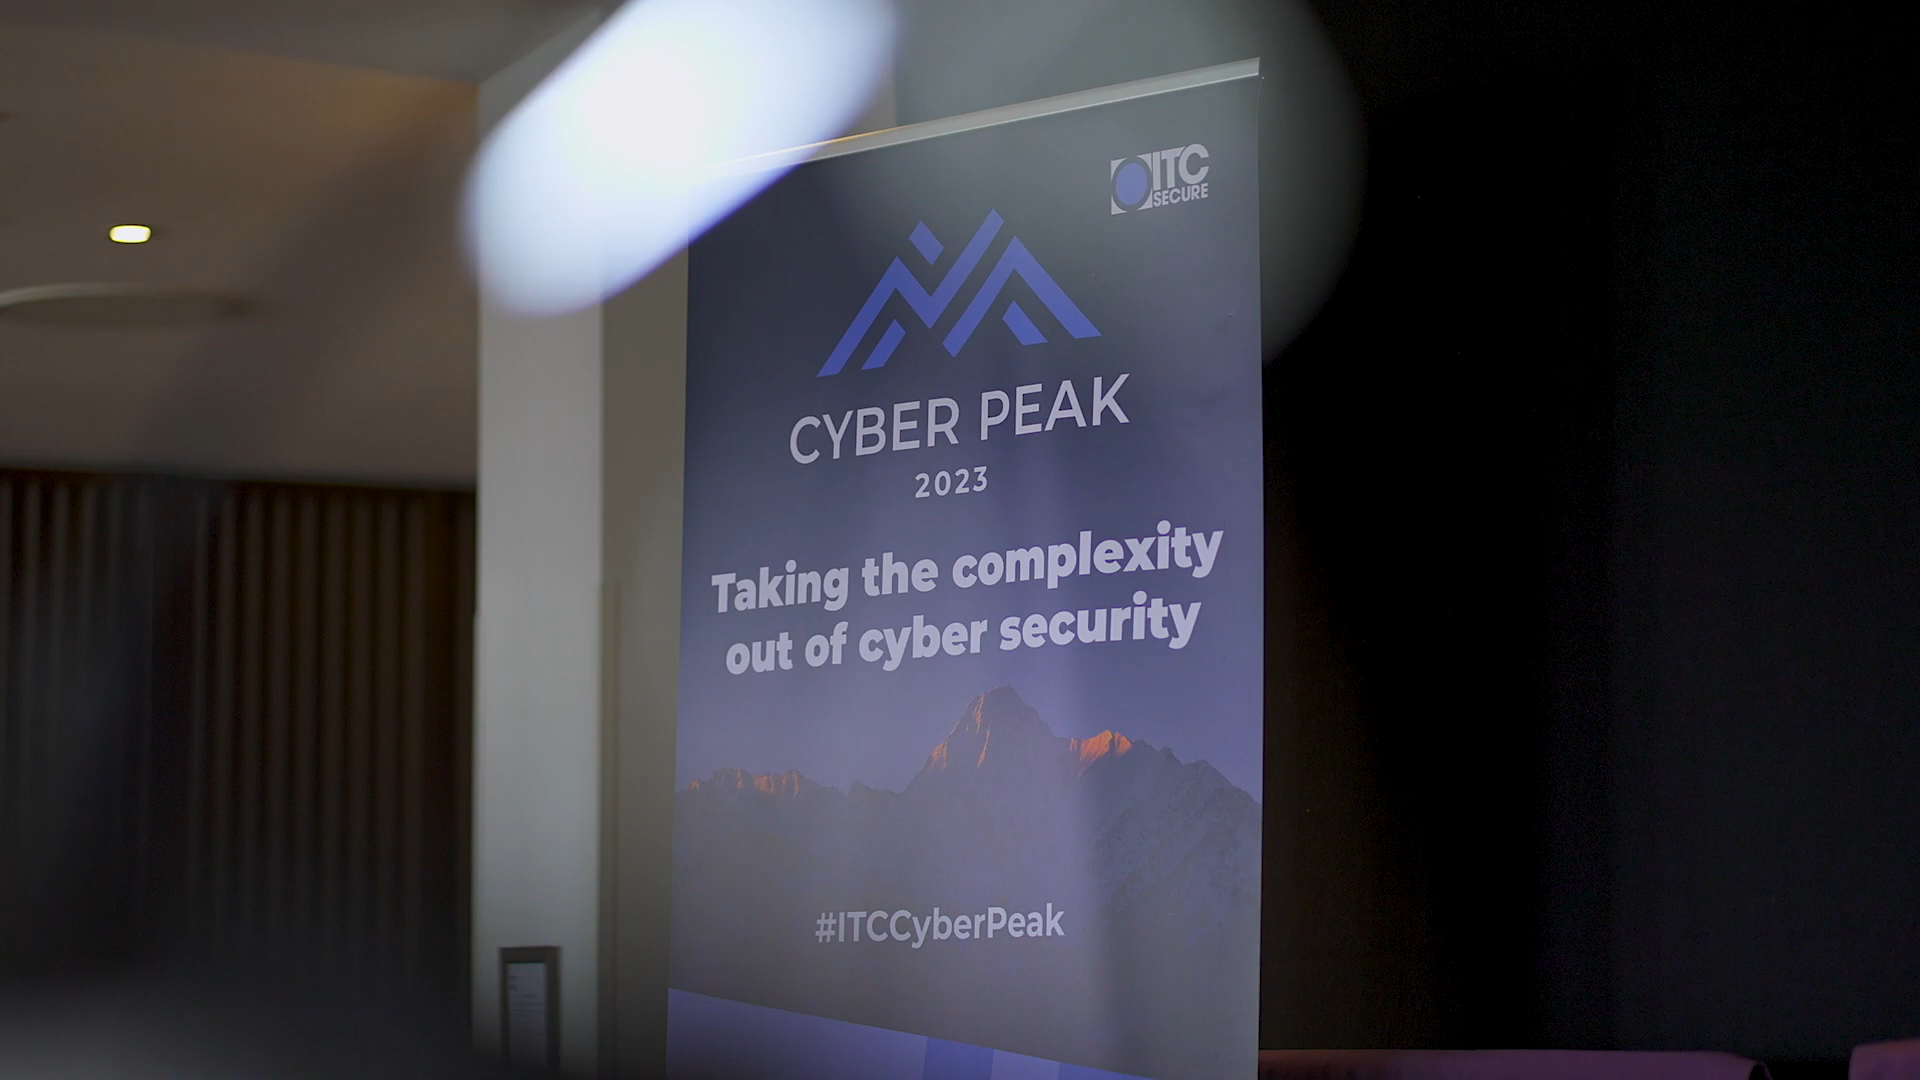 ITC
SECURE
CYBER PEAK
2023
Taking the complexity
out of cyber security
#ITCCyberPeak